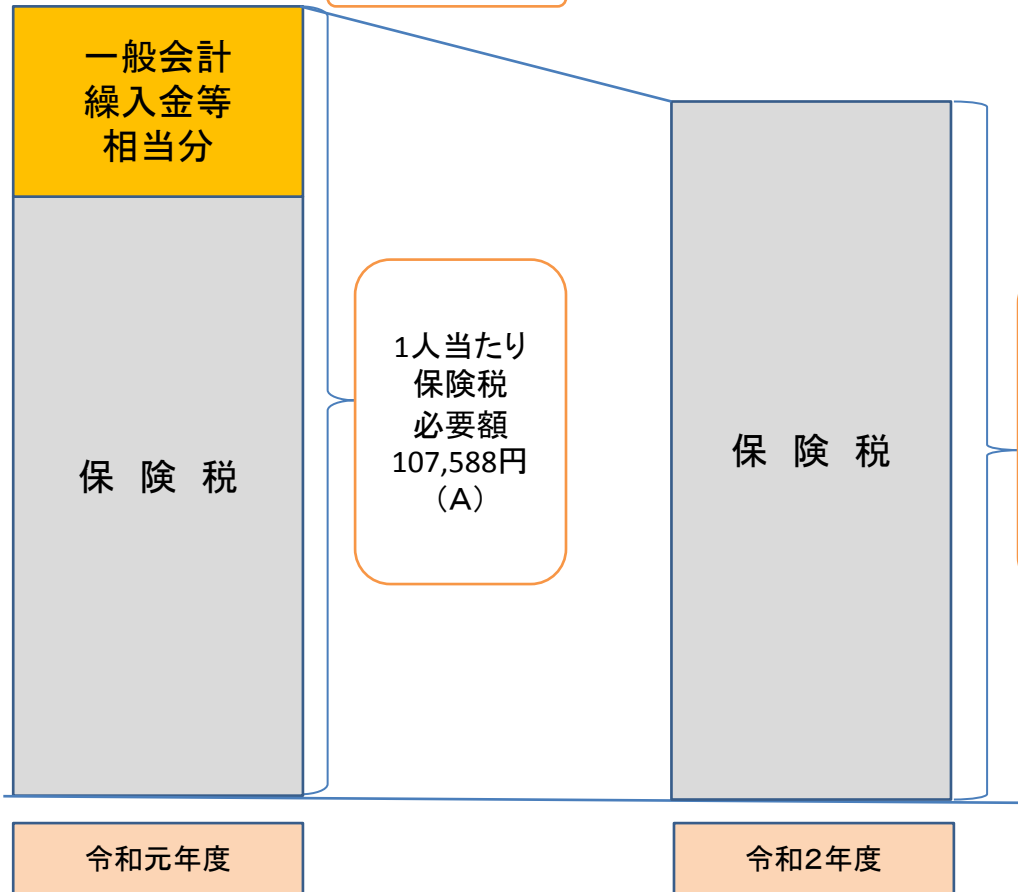 一般会計
繰入金等
相当分
保 険 税
1人当たり
保険税
必要額
107,588円
（A）
保 険 税
令和元年度
令和２年度